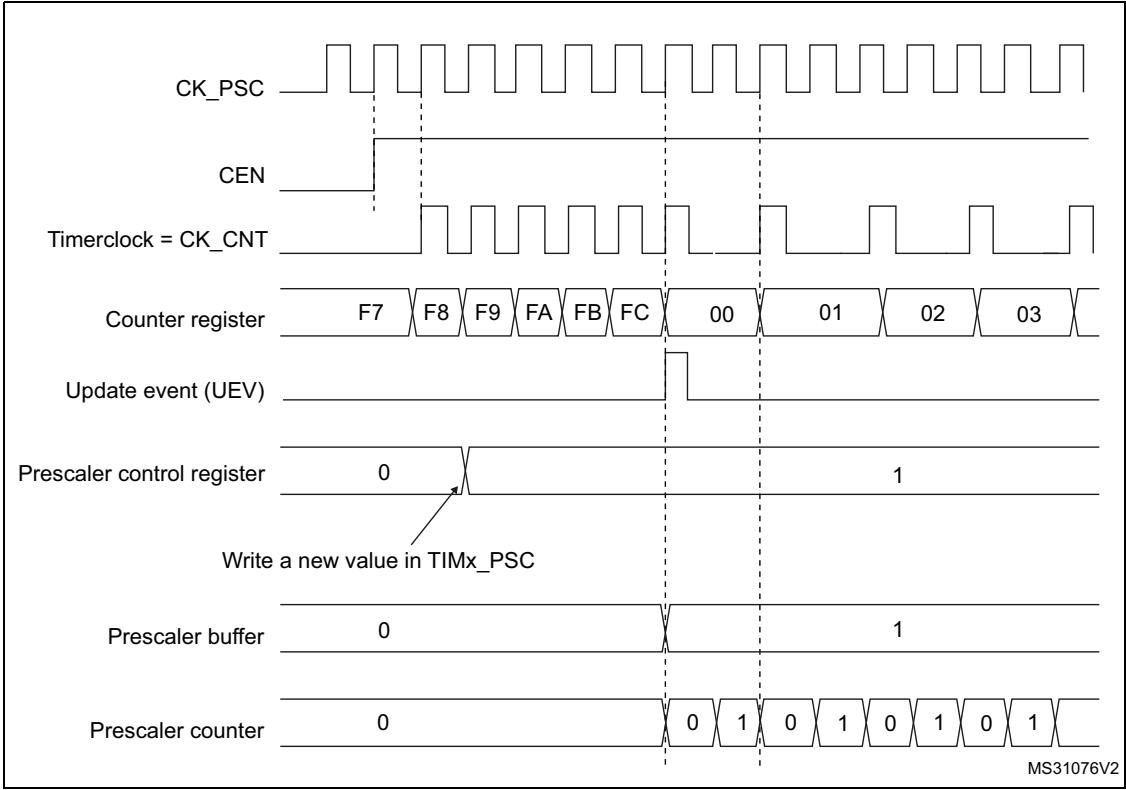 CK_PSC
CEN
Timerclock = CK_CNT
Counter register F7 F8 F9 FA FB FC 00 01 02 03
Update event (UEV)
Prescaler control register 0 1
Write a new value in TIMx_PSC
Prescaler buffer 0 1
Prescaler counter 0 0 1 0 1 0 1 0 1
MS31076V2